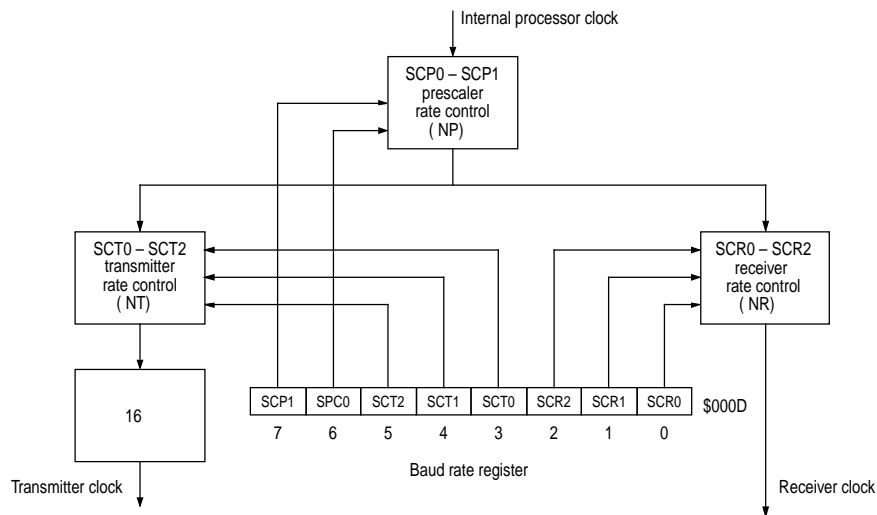 Internal processor clock
SCP0 – SCP1
prescaler
rate control
( NP)
SCT0 – SCT2
transmitter
rate control
( NT)
SCR0 – SCR2
receiver
rate control
( NR)
16
SCP1 SPC0 SCT2 SCT1 SCT0 SCR2 SCR1 SCR0 $000D
7 6 5 4 3 2 1 0
Baud rate register
Transmitter clock
Receiver clock